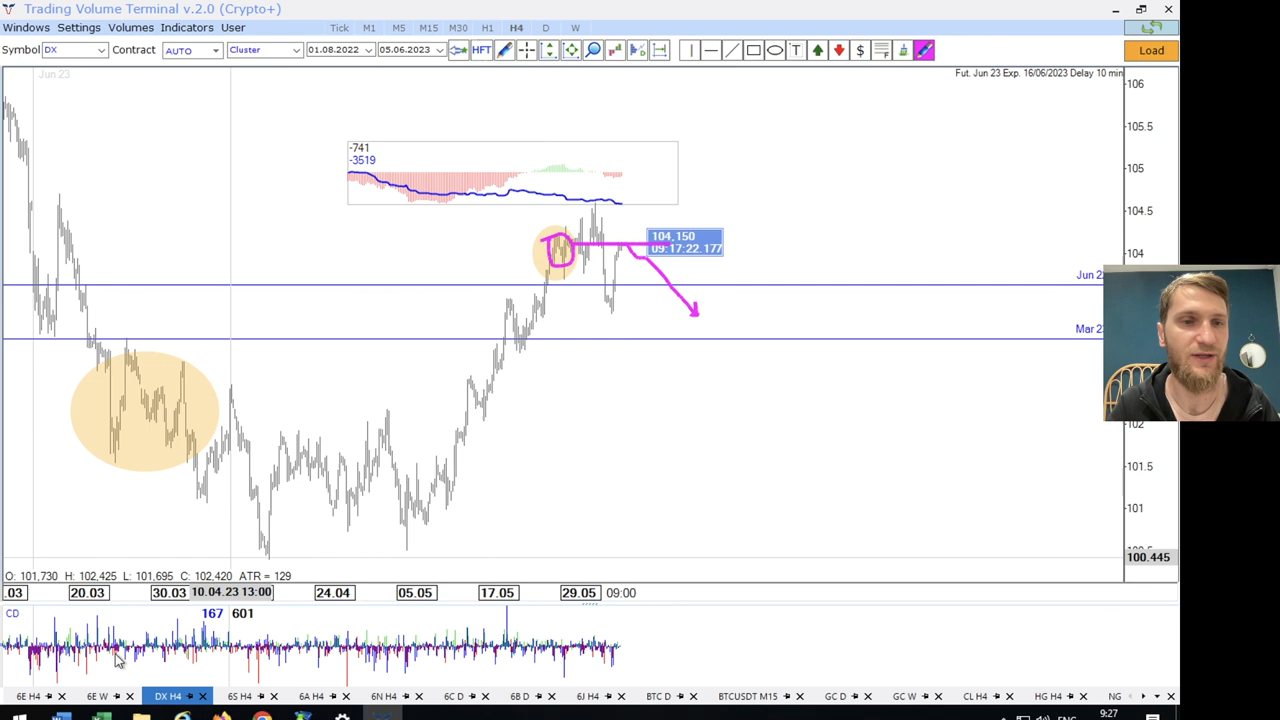 Trading Volume Terminal v.2.0 (Crypto+)
Windows Settings Volumes Indicators User Tick M1 M5 M15 M30 H1 H4 D W
Symbol DX Contract AUTO Cluster 01.08.2022 05.06.2023 HFT T $ F Load
Jun 23
Fut. Jun 23 Exp. 16/06/2023 Delay 10 min
106
105.5
-741
-3519
105
104.5
104,150
09:17:22.177
104
Jun 2
Mar 2
102
101.5
101
100.445
O: 101,730 H: 102,425 L: 101,695 C: 102,420 ATR = 129
.03 20.03 30.03 10.04.23 13:00 24.04 05.05 17.05 29.05 09:00
CD 167 601
6E H4 6E W DX H4 6S H4 6A H4 6N H4 6C D 6B D 6J H4 BTC D BTCUSDT M15 GC D GC W CL H4 HG H4 NG
ENG 9:27